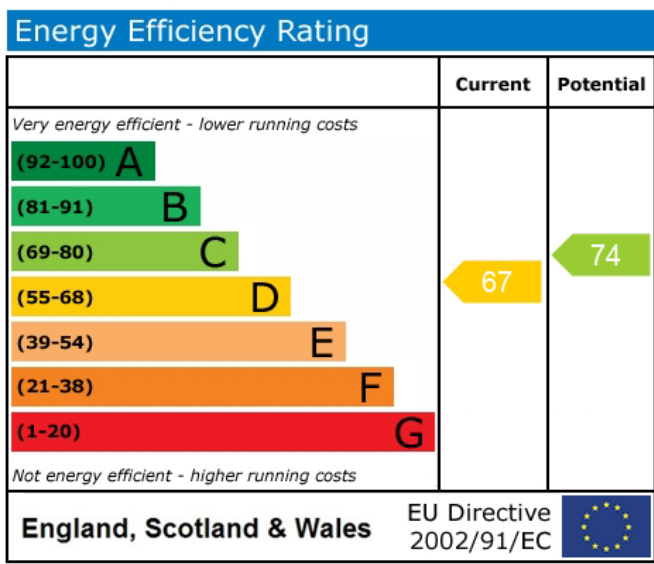 Energy Efficiency Rating
Current Potential
Very energy efficient - lower running costs
(92-100) A
(81-91) B
(69-80) C
74
(55-68) D
67
(39-54) E
(21-38) F
(1-20) G
Not energy efficient - higher running costs
England, Scotland & Wales
EU Directive
2002/91/EC